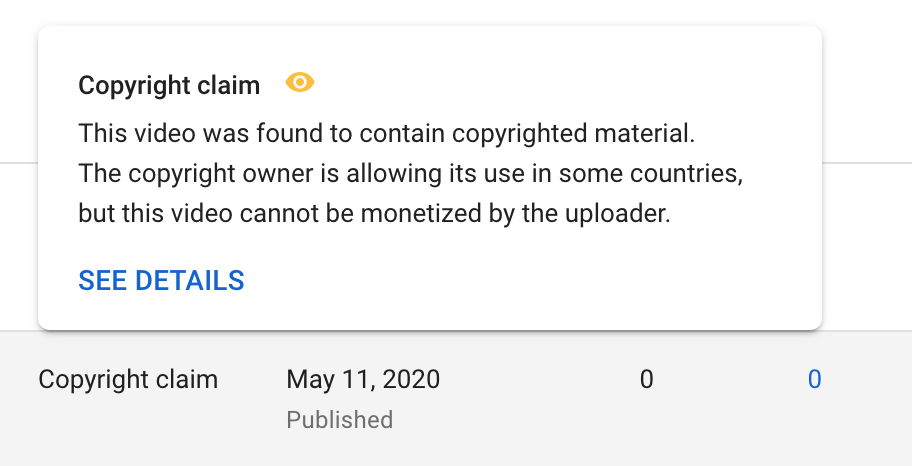 Copyright claim
This video was found to contain copyrighted material.
The copyright owner is allowing its use in some countries,
but this video cannot be monetized by the uploader.
SEE DETAILS
Copyright claim May 11, 2020 0 0
Published